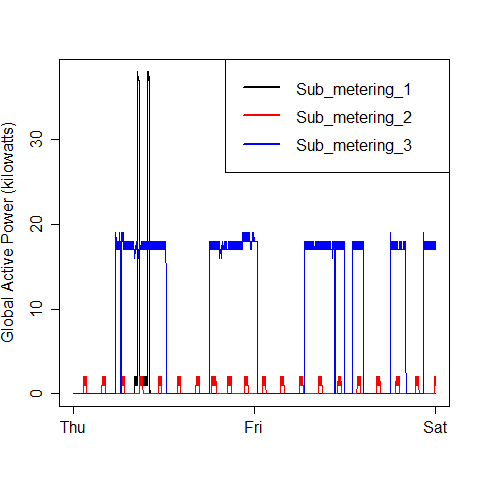 Sub_metering_1
Sub_metering_2
Sub_metering_3
Global Active Power (kilowatts)
30
20
10
0
Thu Fri Sat